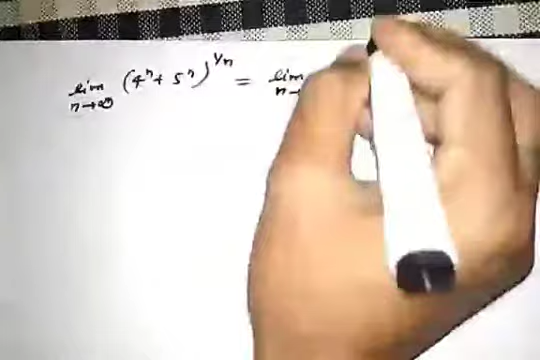 lim n→∞ (4ⁿ + 5ⁿ)^1/n = lim n→